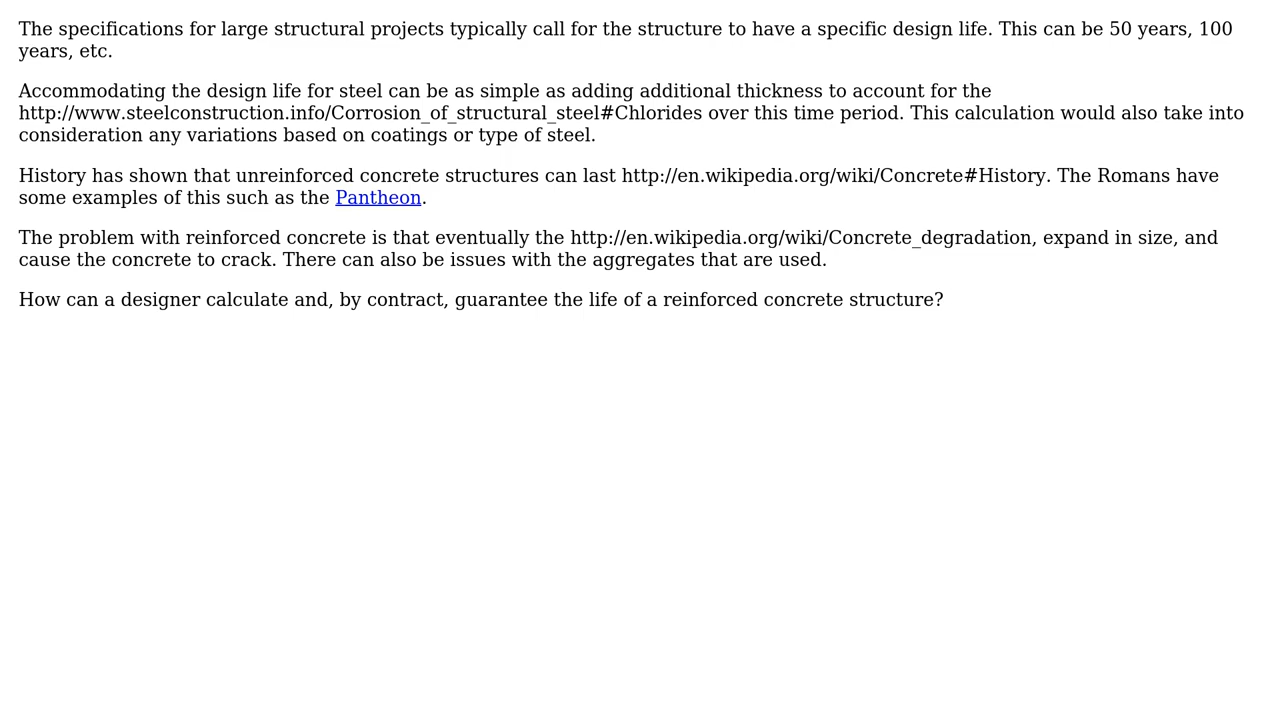 The specifications for large structural projects typically call for the structure to have a specific design life. This can be 50 years, 100
years, etc.
Accommodating the design life for steel can be as simple as adding additional thickness to account for the
http://www.steelconstruction.info/Corrosion_of_structural_steel#Chlorides over this time period. This calculation would also take into
consideration any variations based on coatings or type of steel.
History has shown that unreinforced concrete structures can last http://en.wikipedia.org/wiki/Concrete#History. The Romans have
some examples of this such as the Pantheon.
The problem with reinforced concrete is that eventually the http://en.wikipedia.org/wiki/Concrete_degradation, expand in size, and
cause the concrete to crack. There can also be issues with the aggregates that are used.
How can a designer calculate and, by contract, guarantee the life of a reinforced concrete structure?